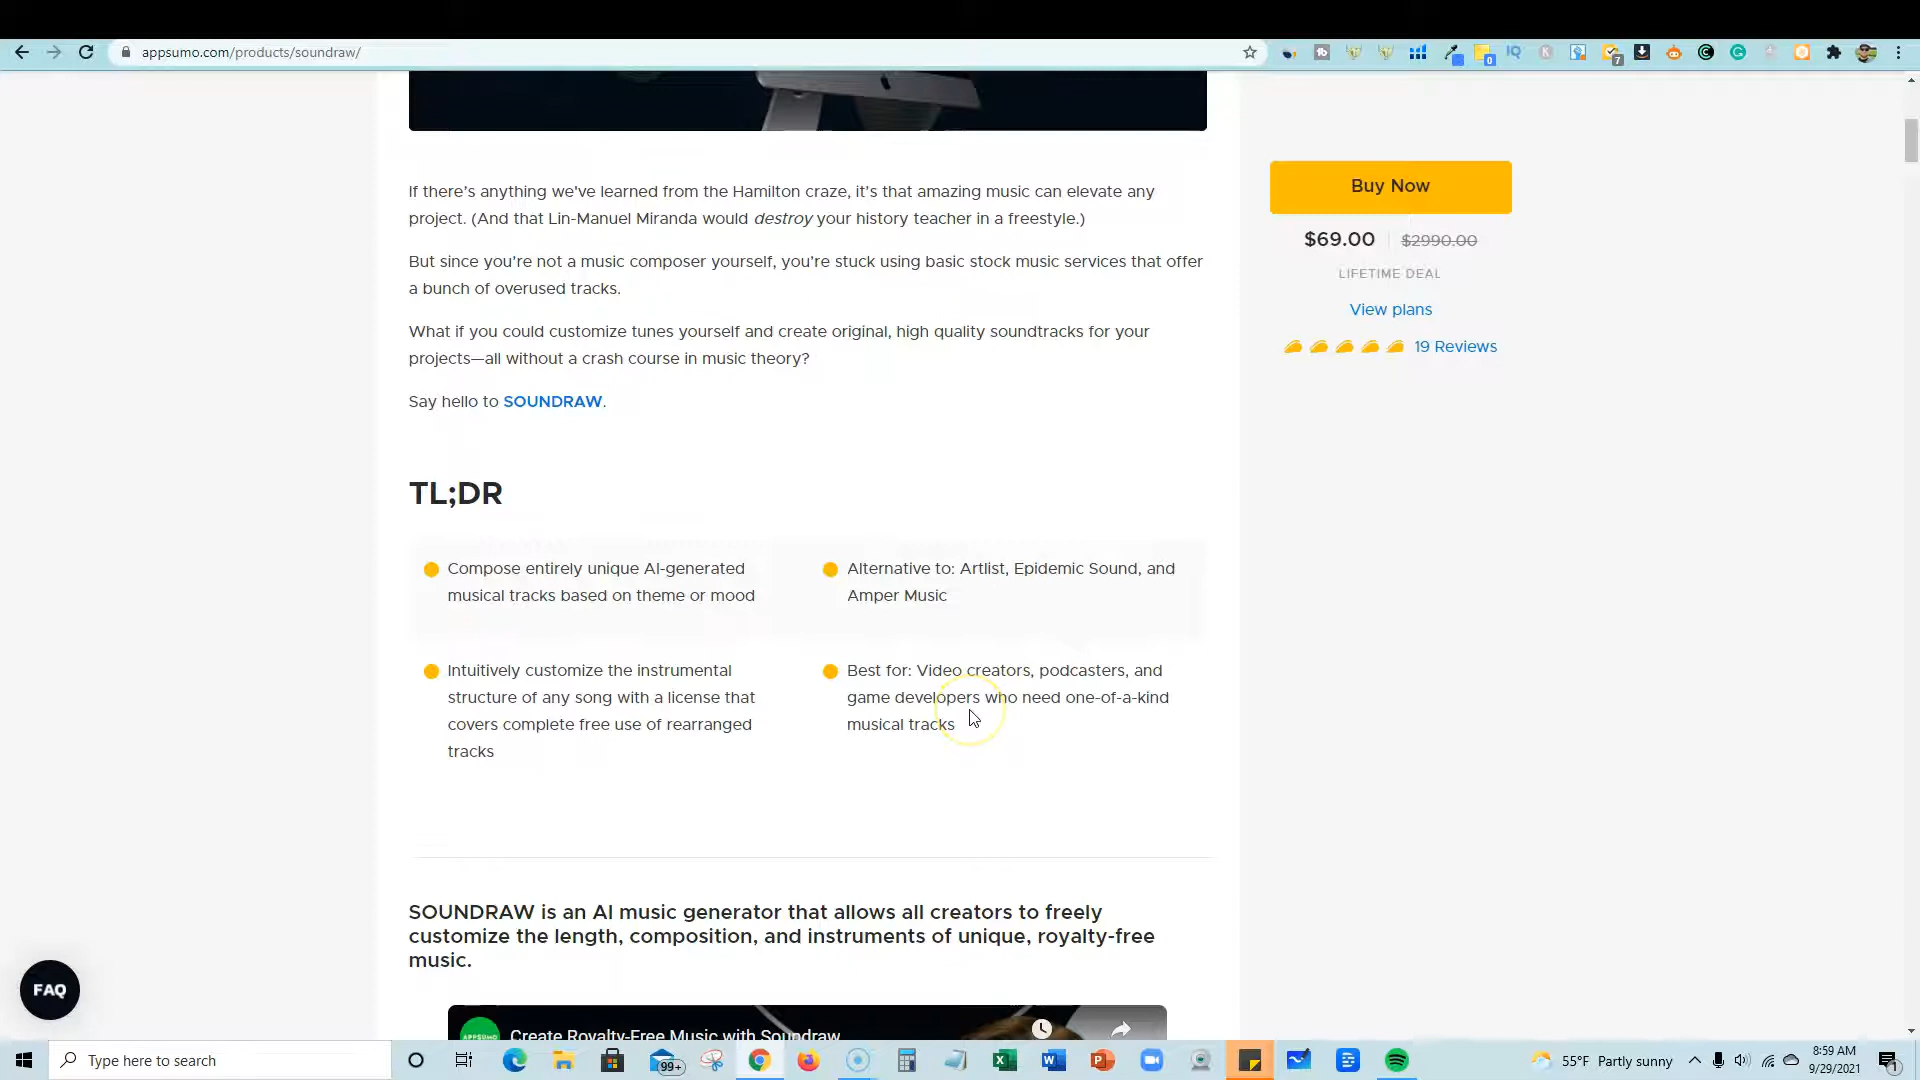 appsumo.com/products/soundraw/
If there's anything we've learned from the Hamilton craze, it's that amazing music can elevate any
project. (And that Lin-Manuel Miranda would destroy your history teacher in a freestyle.)
But since you're not a music composer yourself, you're stuck using basic stock music services that offer
a bunch of overused tracks.
What if you could customize tunes yourself and create original, high quality soundtracks for your
projects—all without a crash course in music theory?
Say hello to SOUNDRAW.
Buy Now
$69.00 $2990.00
LIFETIME DEAL
View plans
19 Reviews
TL;DR
Compose entirely unique AI-generated
musical tracks based on theme or mood
Alternative to: Artlist, Epidemic Sound, and
Amper Music
Intuitively customize the instrumental
structure of any song with a license that
covers complete free use of rearranged
tracks
Best for: Video creators, podcasters, and
game developers who need one-of-a-kind
musical tracks
SOUNDRAW is an AI music generator that allows all creators to freely
customize the length, composition, and instruments of unique, royalty-free
music.
APPSUMO
Create Royalty-Free Music with Soundraw
FAQ
Type here to search
99+
55°F Partly sunny
8:59 AM
9/29/2021
1